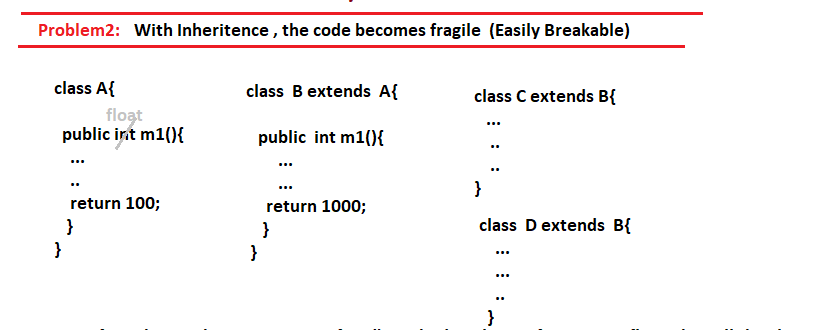 Problem2: With Inheritence , the code becomes fragile (Easily Breakable)
class A{
float
public int m1(){
...
..
return 100;
}
}
class B extends A{
public int m1(){
...
...
return 1000;
}
}
class C extends B{
...
..
..
}
class D extends B{
...
...
..
}